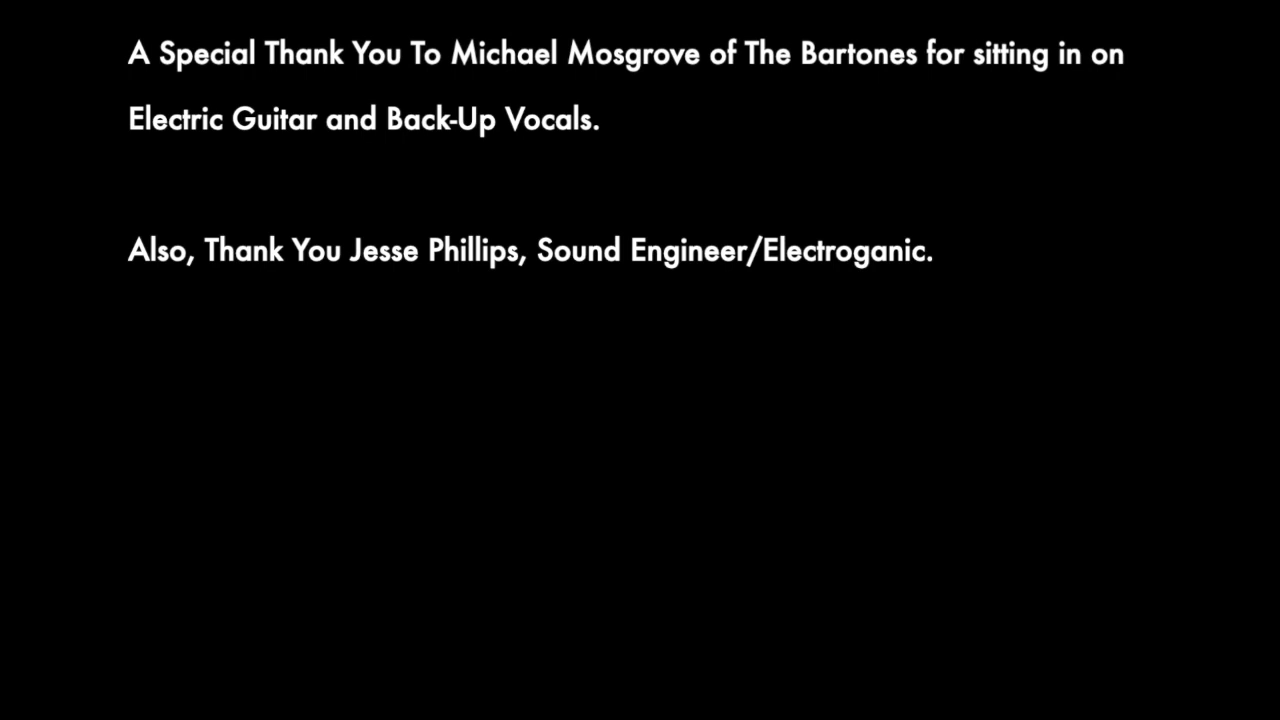 A Special Thank You To Michael Mosgrove of The Bartones for sitting in on
Electric Guitar and Back-Up Vocals.
Also, Thank You Jesse Phillips, Sound Engineer/Electroganic.